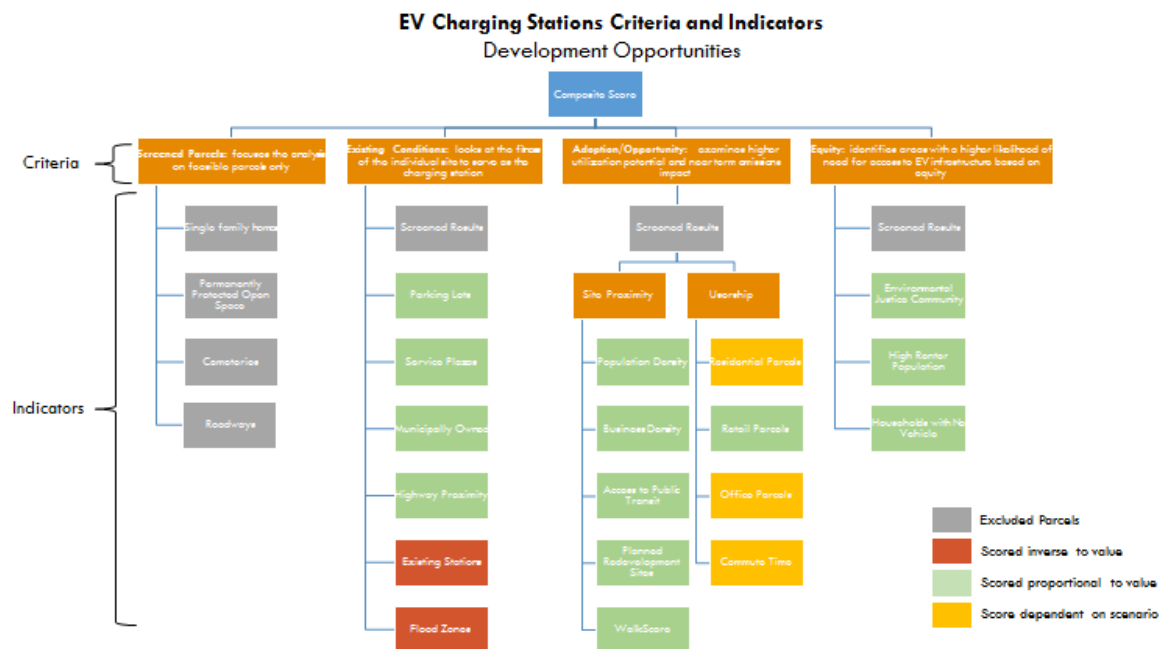 EV Charging Stations Criteria and Indicators
Development Opportunities
Composite Score
Criteria
Screened Parcels: focuses the analysis
on feasible parcels only
Existing Conditions: looks at the fitness
of the individual site to serve as the
charging station
Adoption/Opportunity: examines higher
utilization potential and near term emissions
impact
Equity: identifies areas with a higher likelihood of
need for access to EV infrastructure based on
equity
Indicators
Single family homes
Permanently
Protected Open
Space
Cemeteries
Roadways
Screened Results
Parking Lots
Service Plazas
Municipally Owned
Highway Proximity
Existing Stations
Flood Zones
Screened Results
Site Proximity
Usership
Population Density
Business Density
Access to Public
Transit
Planned
Redevelopment
Sites
WalkScore
Residential Parcels
Retail Parcels
Office Parcels
Commute Time
Screened Results
Environmental
Justice Community
High Renter
Population
Households with No
Vehicle
Excluded Parcels
Scored inverse to value
Scored proportional to value
Score dependent on scenario